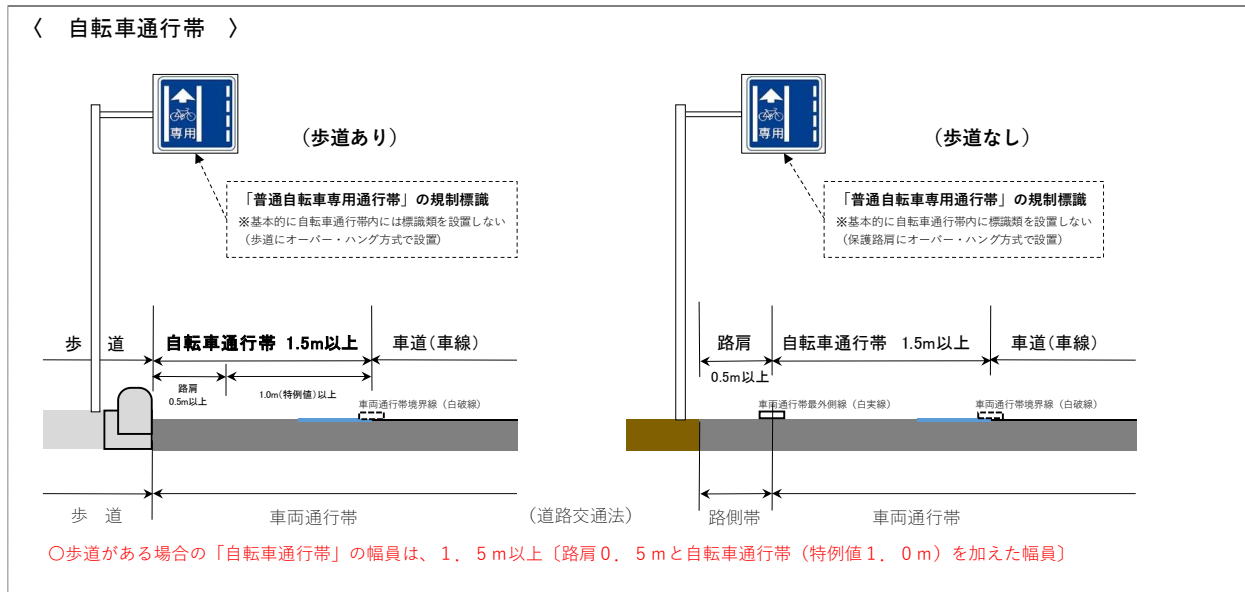 〈　自転車通行帯　〉
専用
(歩道あり)
「普通自転車専用通行帯」の規制標識
※基本的に自転車通行帯内には標識類を設置しない
(歩道にオーバー・ハング方式で設置)
専用
(歩道なし)
「普通自転車専用通行帯」の規制標識
※基本的に自転車通行帯内に標識類を設置しない
(保護路肩にオーバー・ハング方式で設置)
歩　道
自転車通行帯 1.5m以上
車道(車線)
路肩
0.5m以上
1.0m(特例値)以上
車両通行帯境界線（白破線）
路肩
0.5m以上
自転車通行帯　1.5m以上
車道(車線)
車両通行帯最外側線（白実線）
車両通行帯境界線（白破線）
歩　道
車両通行帯
(道路交通法)
路側帯
車両通行帯
〇歩道がある場合の「自転車通行帯」の幅員は、１．５ｍ以上〔路肩０．５ｍと自転車通行帯（特例値１．０ｍ）を加えた幅員〕